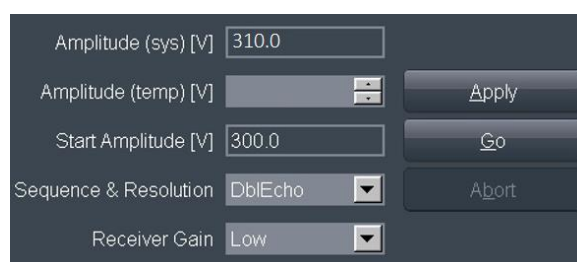 Amplitude (sys) [V] 310.0
Amplitude (temp) [V] Apply
Start Amplitude [V] 300.0 Go
Sequence & Resolution DblEcho Abort
Receiver Gain Low